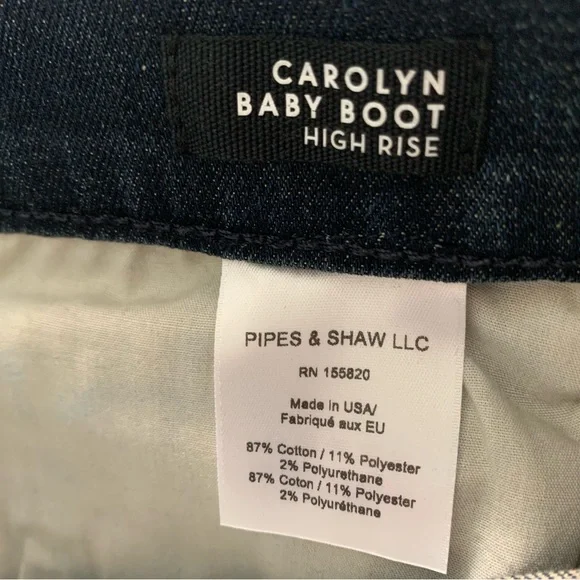 CAROLYN
BABY BOOT
HIGH RISE
PIPES & SHAW LLC
RN 155820
Made in USA/
Fabriqué aux EU
87% Cotton / 11% Polyester
2% Polyurethane
87% Coton / 11% Polyester
2% Polyuréthane